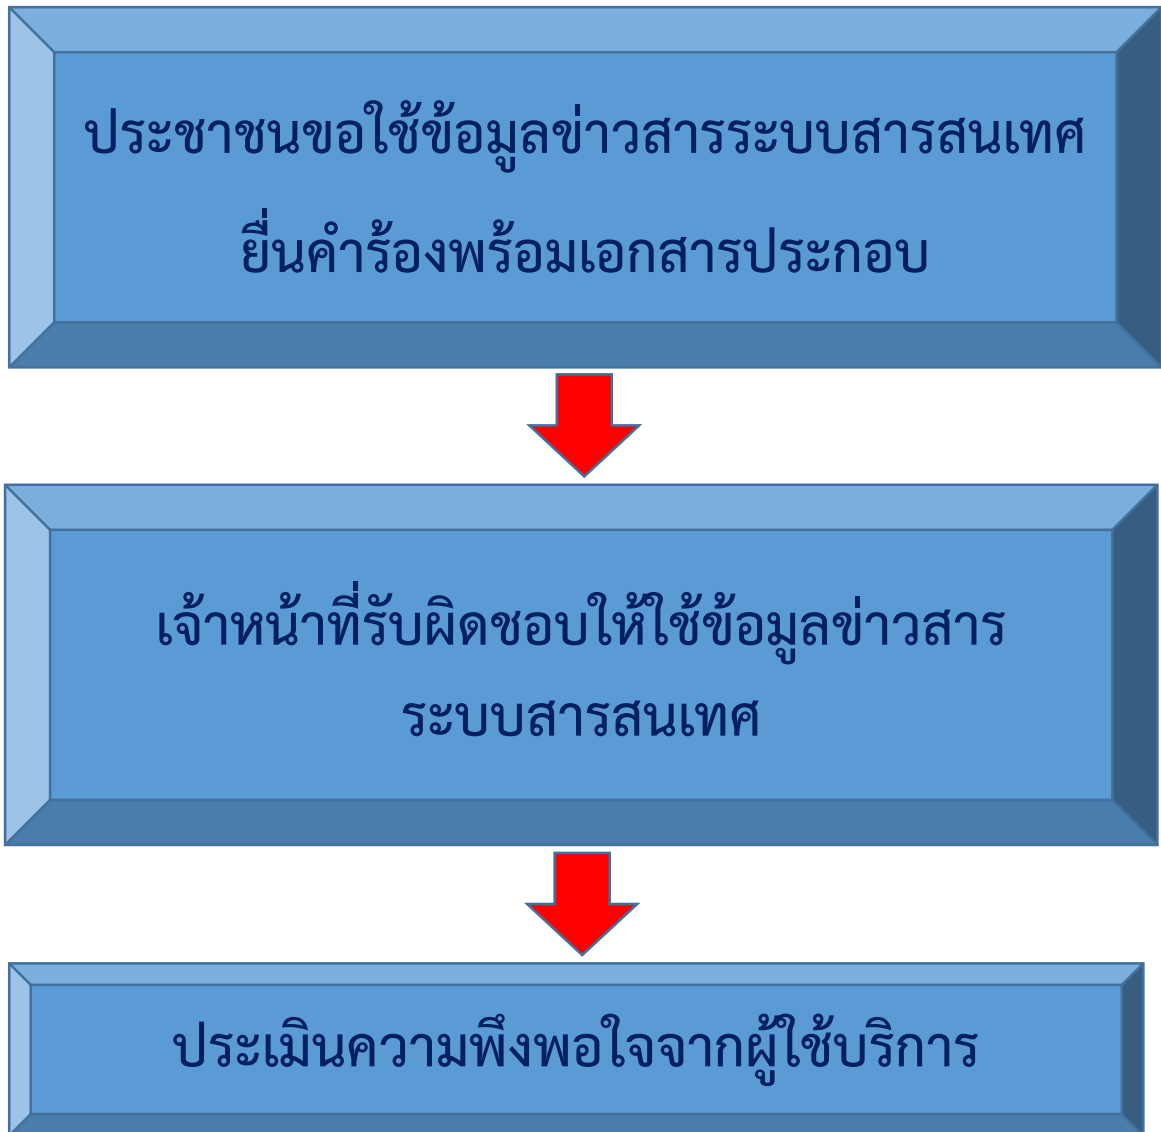 ประชาชนขอใช้ข้อมูลข่าวสารระบบสารสนเทศ
ยื่นคำร้องพร้อมเอกสารประกอบ
เจ้าหน้าที่รับผิดชอบให้ใช้ข้อมูลข่าวสาร
ระบบสารสนเทศ
ประเมินความพึงพอใจจากผู้ใช้บริการ